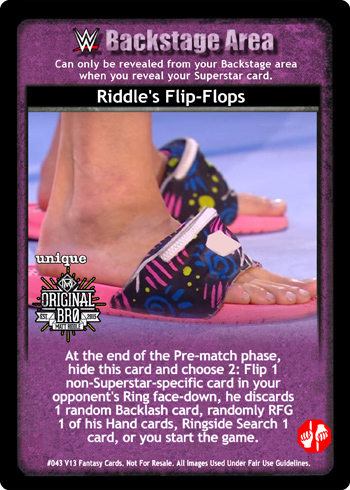 W Backstage Area
Can only be revealed from your Backstage area
when you reveal your Superstar card.
Riddle's Flip-Flops
unique
ORIGINAL
EST. 2015
BRO
MATT RIDDLE
At the end of the Pre-match phase,
hide this card and choose 2: Flip 1
non-Superstar-specific card in your
opponent's Ring face-down, he discards
1 random Backlash card, randomly RFG
1 of his Hand cards, Ringside Search 1
card, or you start the game.
#043 V13 Fantasy Cards. Not For Resale. All Images Used Under Fair Use Guidelines.